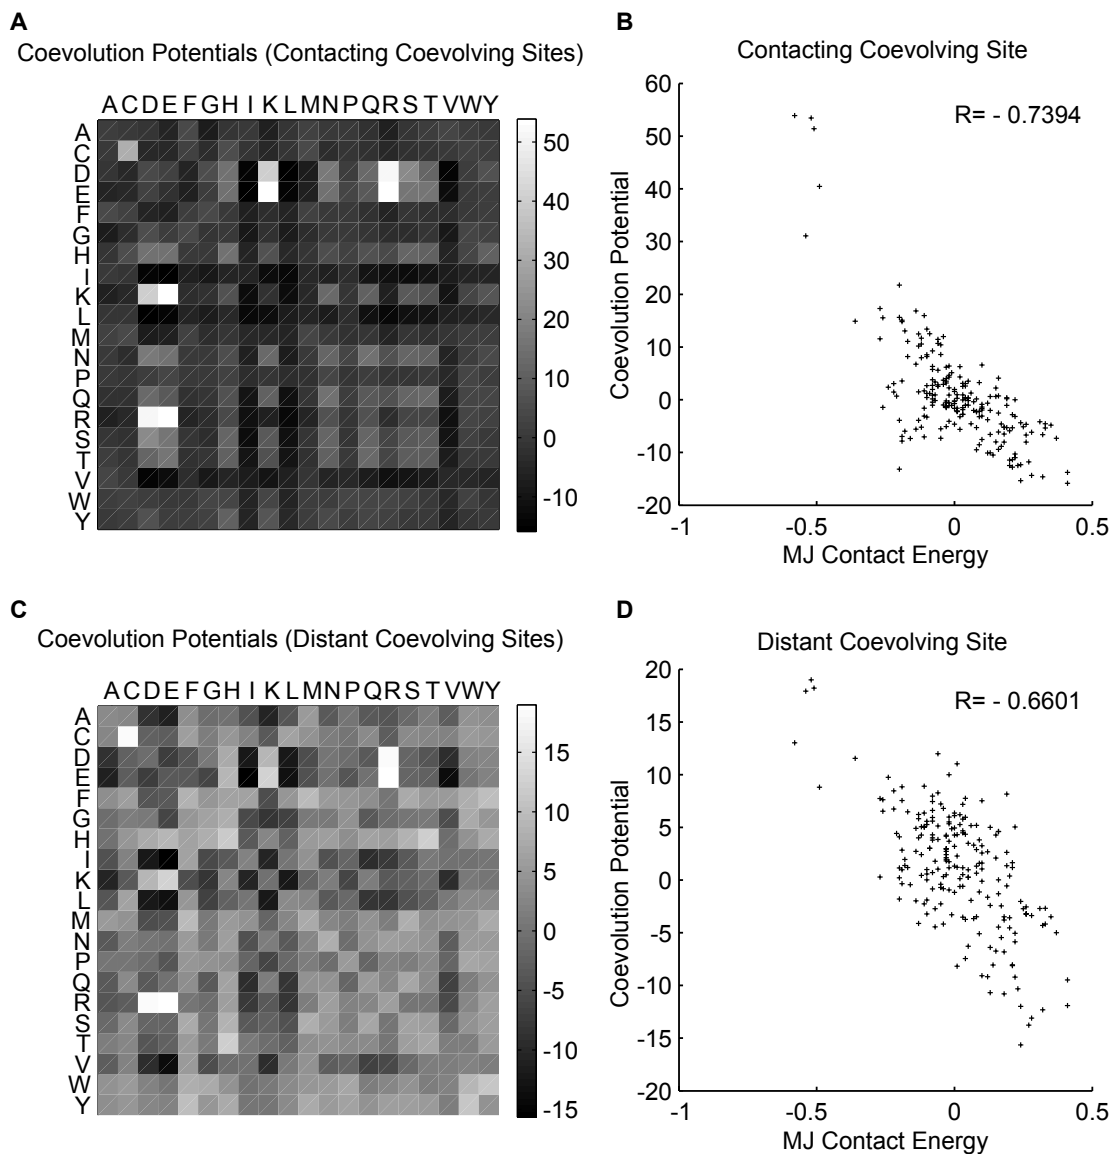 A
Coevolution Potentials (Contacting Coevolving Sites)
A C D E F G H I K L M N P Q R S T V W Y
A
C
D
E
F
G
H
I
K
L
M
N
P
Q
R
S
T
V
W
Y
50
40
30
20
10
0
-10
B
Contacting Coevolving Site
R= - 0.7394
Coevolution Potential
60
50
40
30
20
10
0
-10
-20
-1
-0.5
0
0.5
MJ Contact Energy
C
Coevolution Potentials (Distant Coevolving Sites)
A C D E F G H I K L M N P Q R S T V W Y
A
C
D
E
F
G
H
I
K
L
M
N
P
Q
R
S
T
V
W
Y
15
10
5
0
-5
-10
-15
D
Distant Coevolving Site
R= - 0.6601
Coevolution Potential
20
15
10
5
0
-5
-10
-15
-20
-1
-0.5
0
0.5
MJ Contact Energy